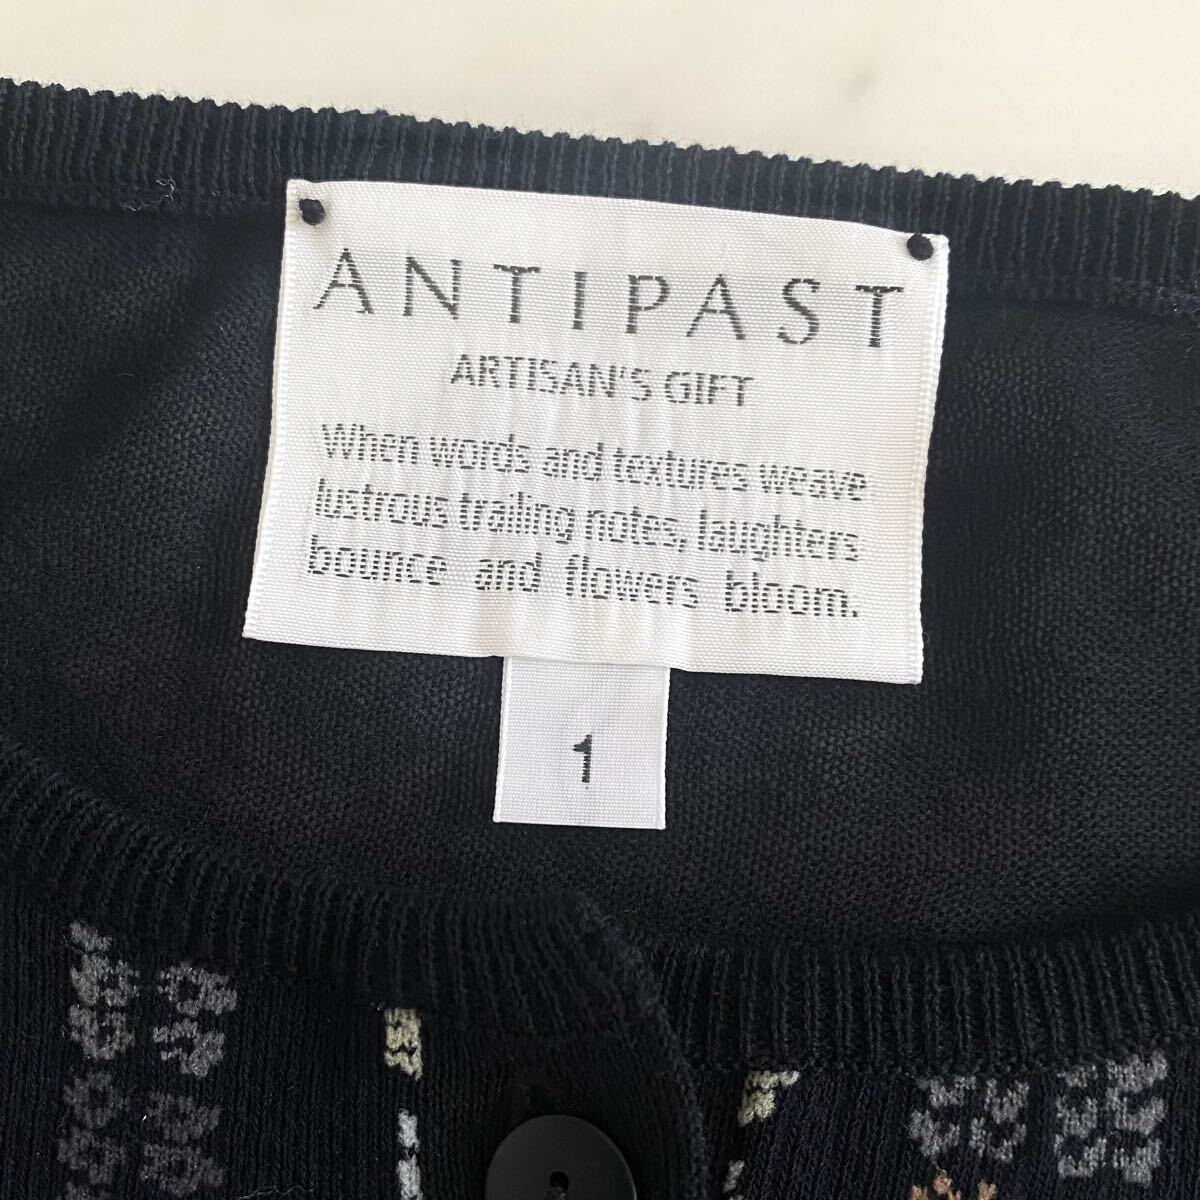 ANTIPAST
ARTISAN'S GIFT
When words and textures weave
lustrous trailing notes, laughters
bounce and flowers bloom.
1